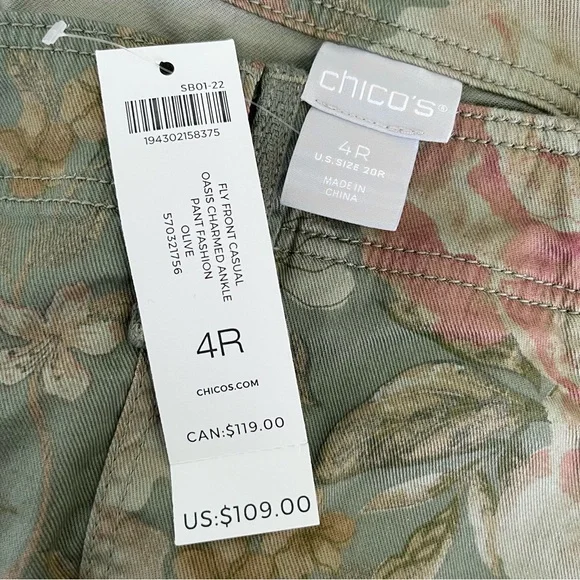 SB01-22
194302158375
FLY FRONT CASUAL
OASIS CHARMED ANKLE
PANT FASHION
OLIVE
570321756
4R
CHICOS.COM
CAN:$119.00
US:$109.00
chico's®
4R
U.S. SIZE 20R
MADE IN
CHINA